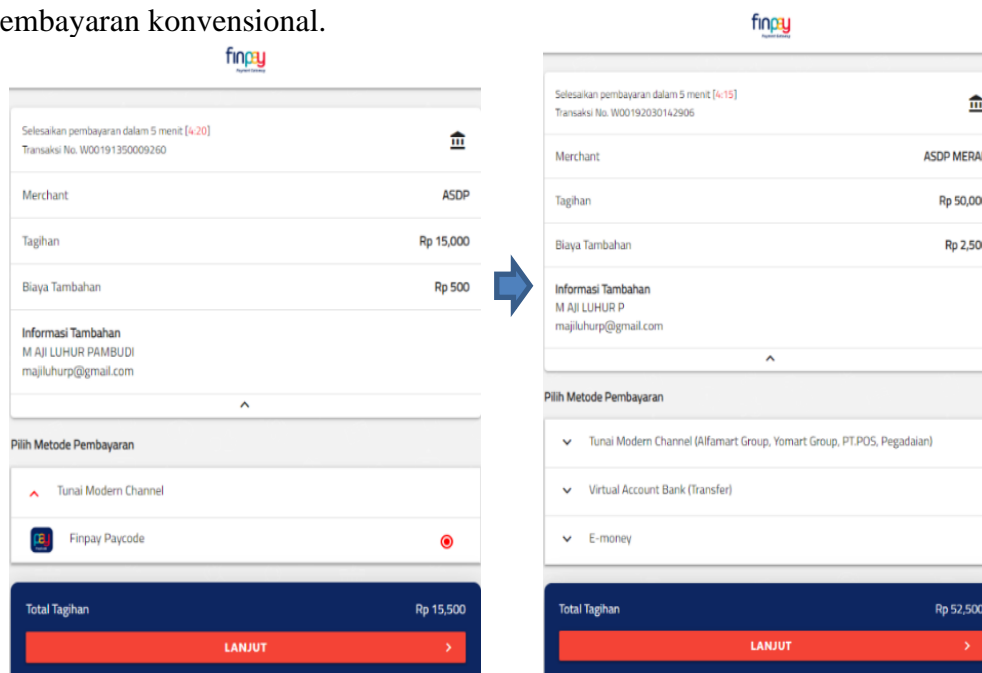 embayaran konvensional.
finpay
Payment Gateway
Selesaikan pembayaran dalam 5 menit [4:20]
Transaksi No. W00191350009260
Merchant ASDP
Tagihan Rp 15,000
Biaya Tambahan Rp 500
Informasi Tambahan
M AJI LUHUR PAMBUDI
majiluhurp@gmail.com
Pilih Metode Pembayaran
Tunai Modern Channel
Finpay Paycode
Total Tagihan Rp 15,500
LANJUT
finpay
Payment Gateway
Selesaikan pembayaran dalam 5 menit [4:15]
Transaksi No. W00192030142906
Merchant ASDP MERA
Tagihan Rp 50,00
Biaya Tambahan Rp 2,50
Informasi Tambahan
M AJI LUHUR P
majiluhurp@gmail.com
Pilih Metode Pembayaran
Tunai Modern Channel (Alfamart Group, Yomart Group, PT.POS, Pegadaian)
Virtual Account Bank (Transfer)
E-money
Total Tagihan Rp 52,500
LANJUT